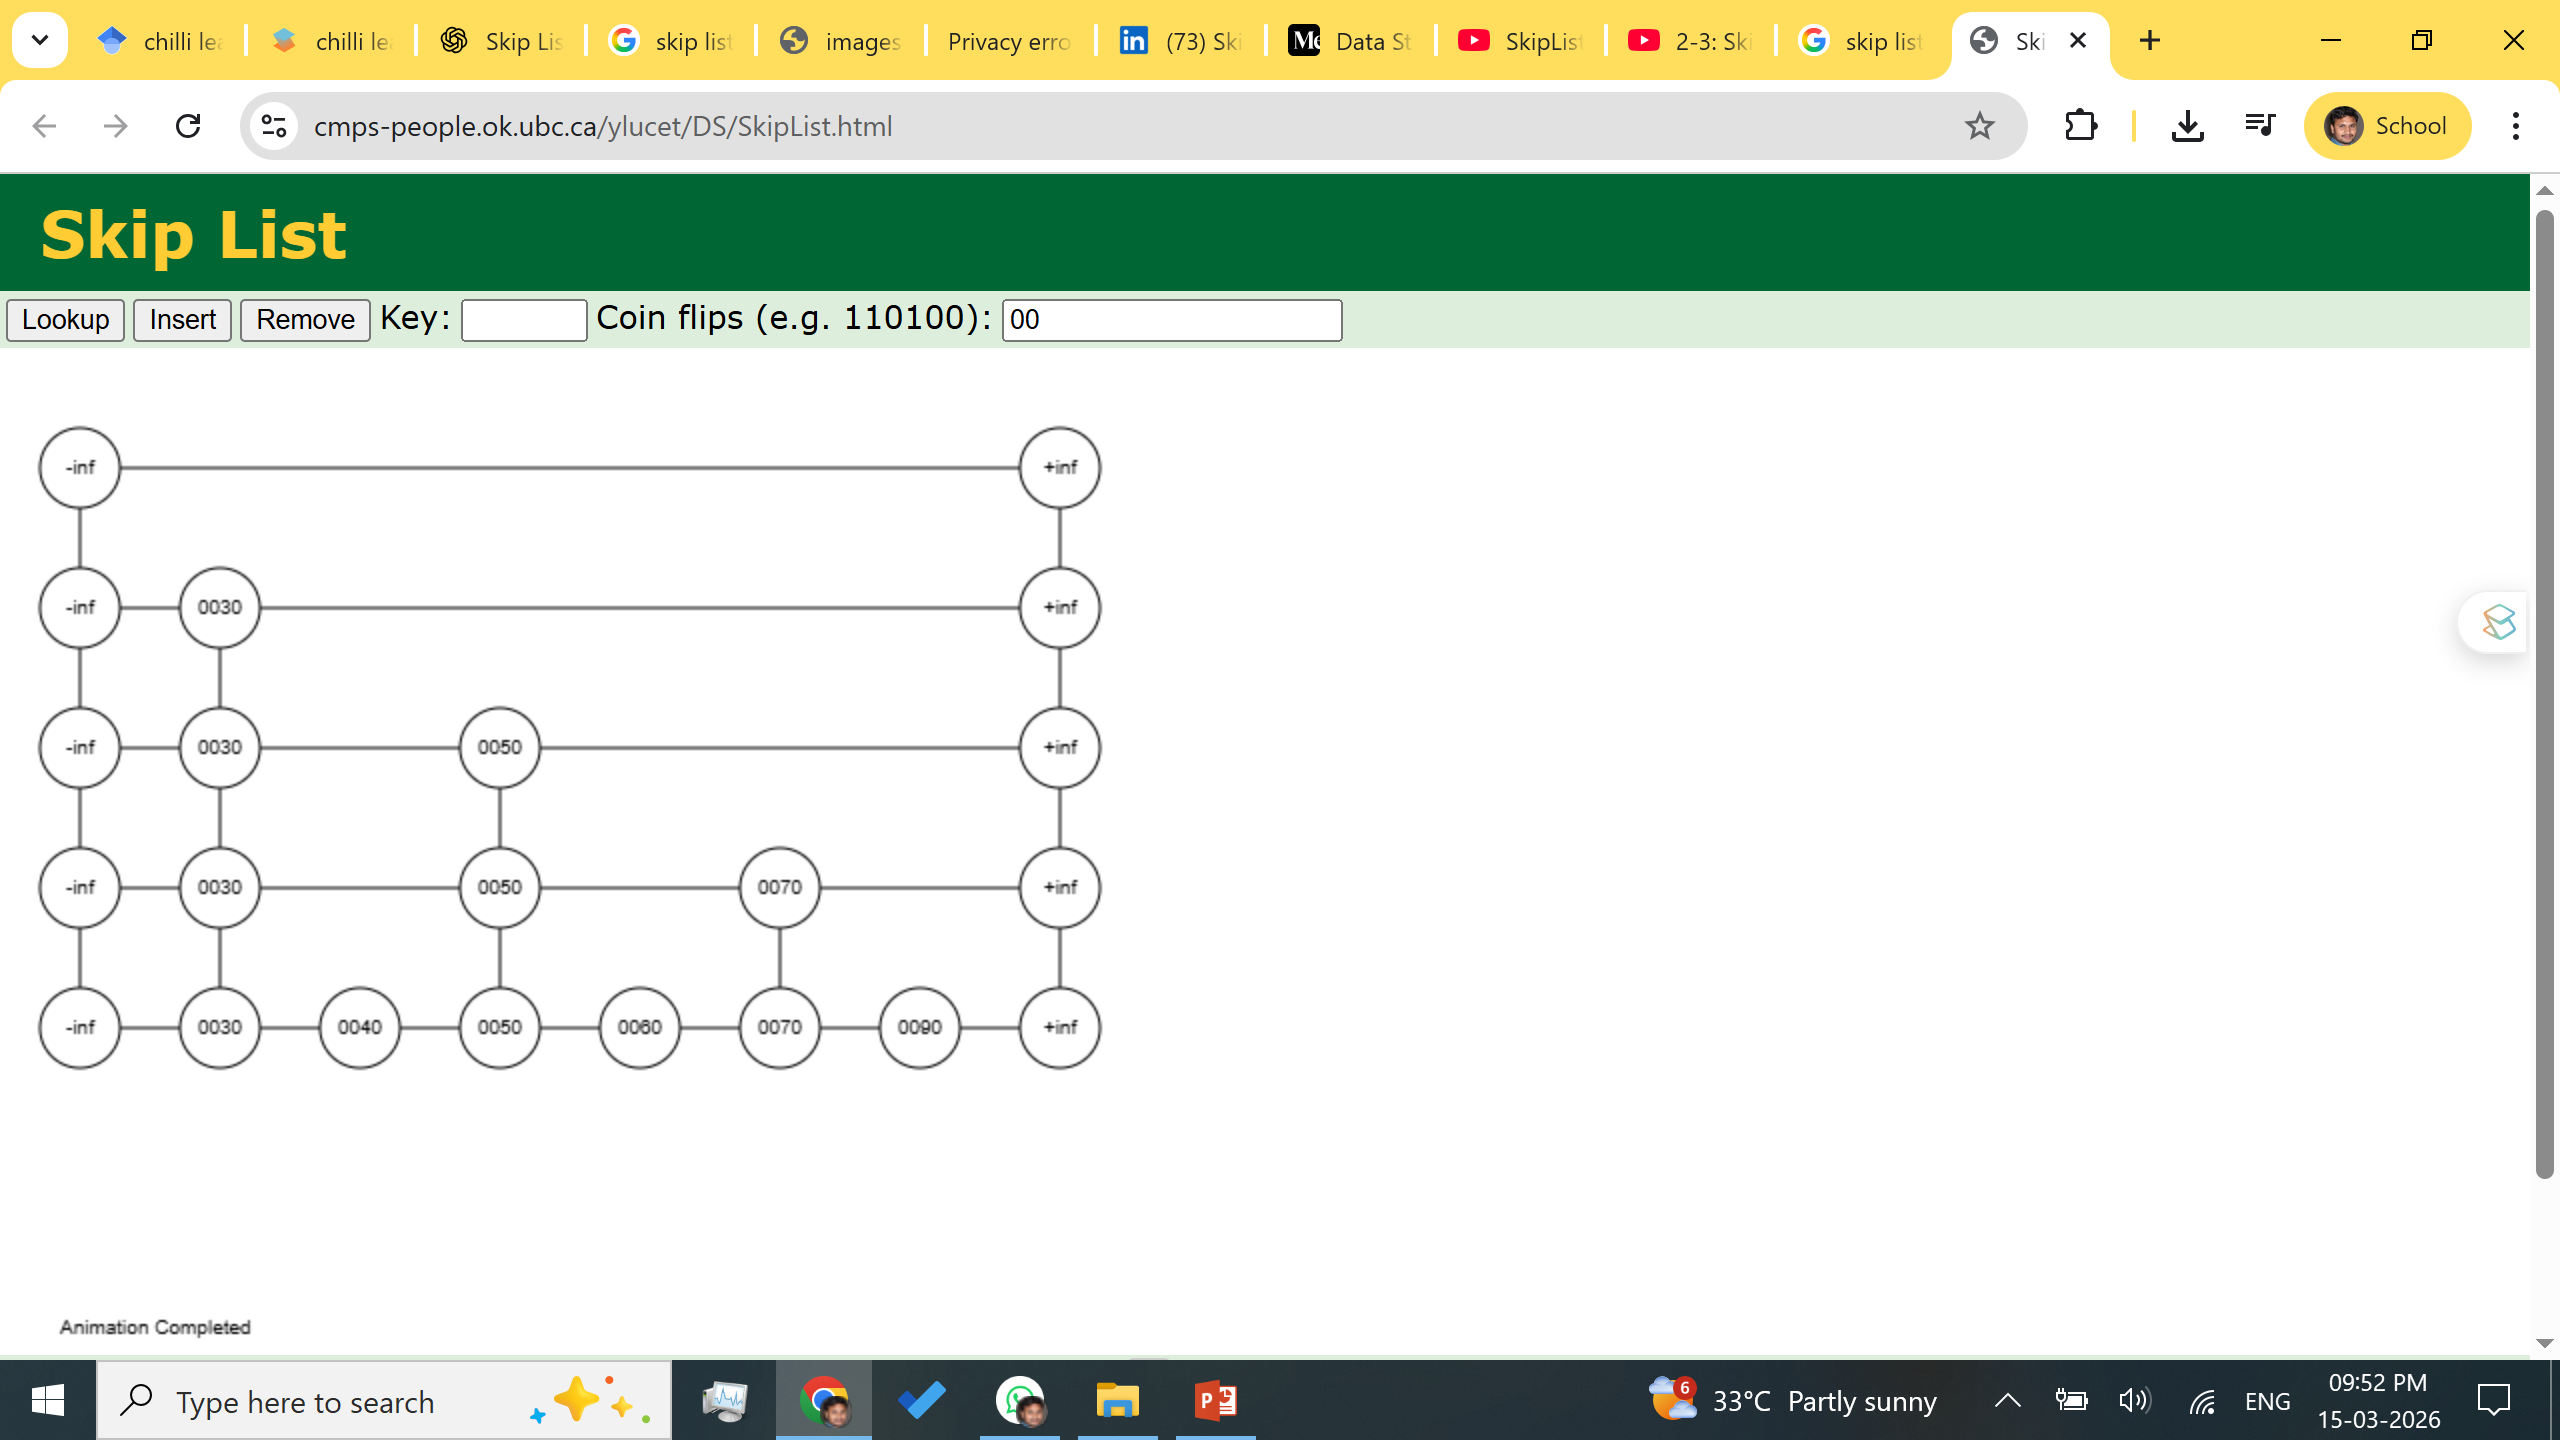 chilli lea
chilli lea
Skip Lis
skip list
images
Privacy erro
(73) Ski
Data St
SkipList
2-3: Ski
skip list
Ski
cmps-people.ok.ubc.ca/ylucet/DS/SkipList.html
School
Skip List
Lookup Insert Remove Key: Coin flips (e.g. 110100): 00
-inf +inf
-inf 0030 +inf
-inf 0030 0050 +inf
-inf 0030 0050 0070 +inf
-inf 0030 0040 0050 0060 0070 0090 +inf
Animation Completed
Type here to search
6
33°C Partly sunny
ENG
09:52 PM
15-03-2026